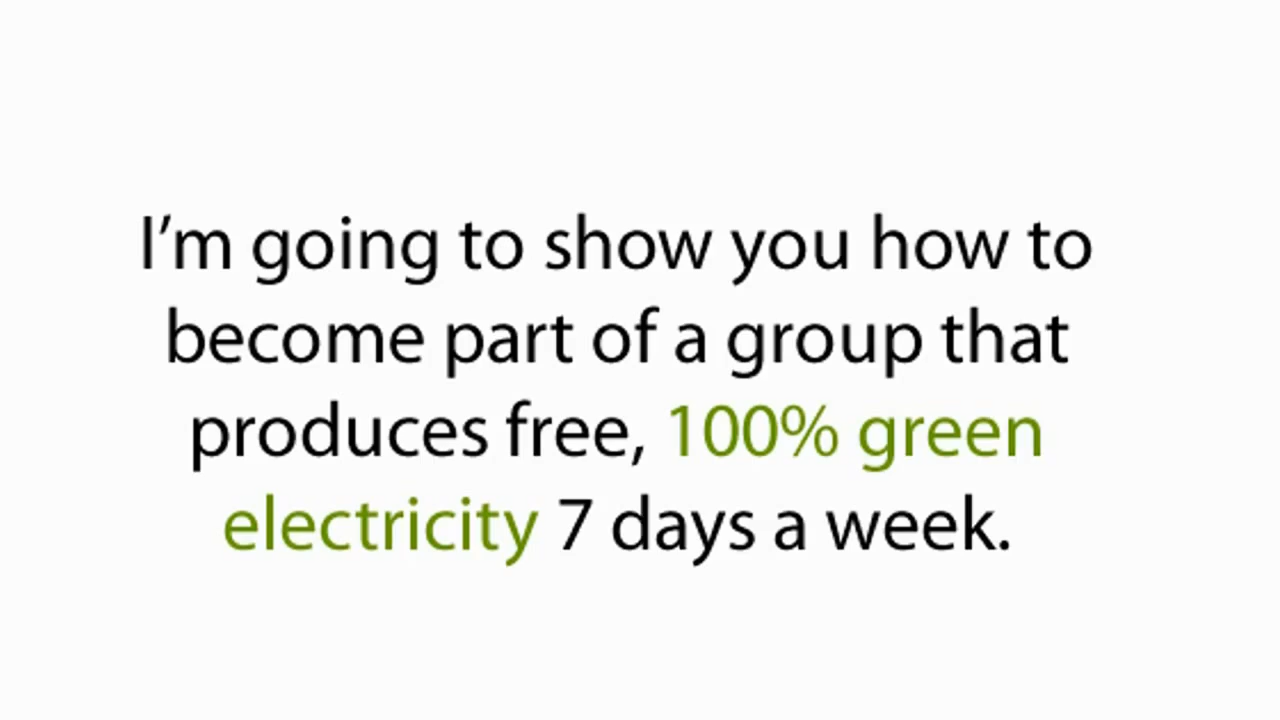 I’m going to show you how to
become part of a group that
produces free, 100% green
electricity 7 days a week.